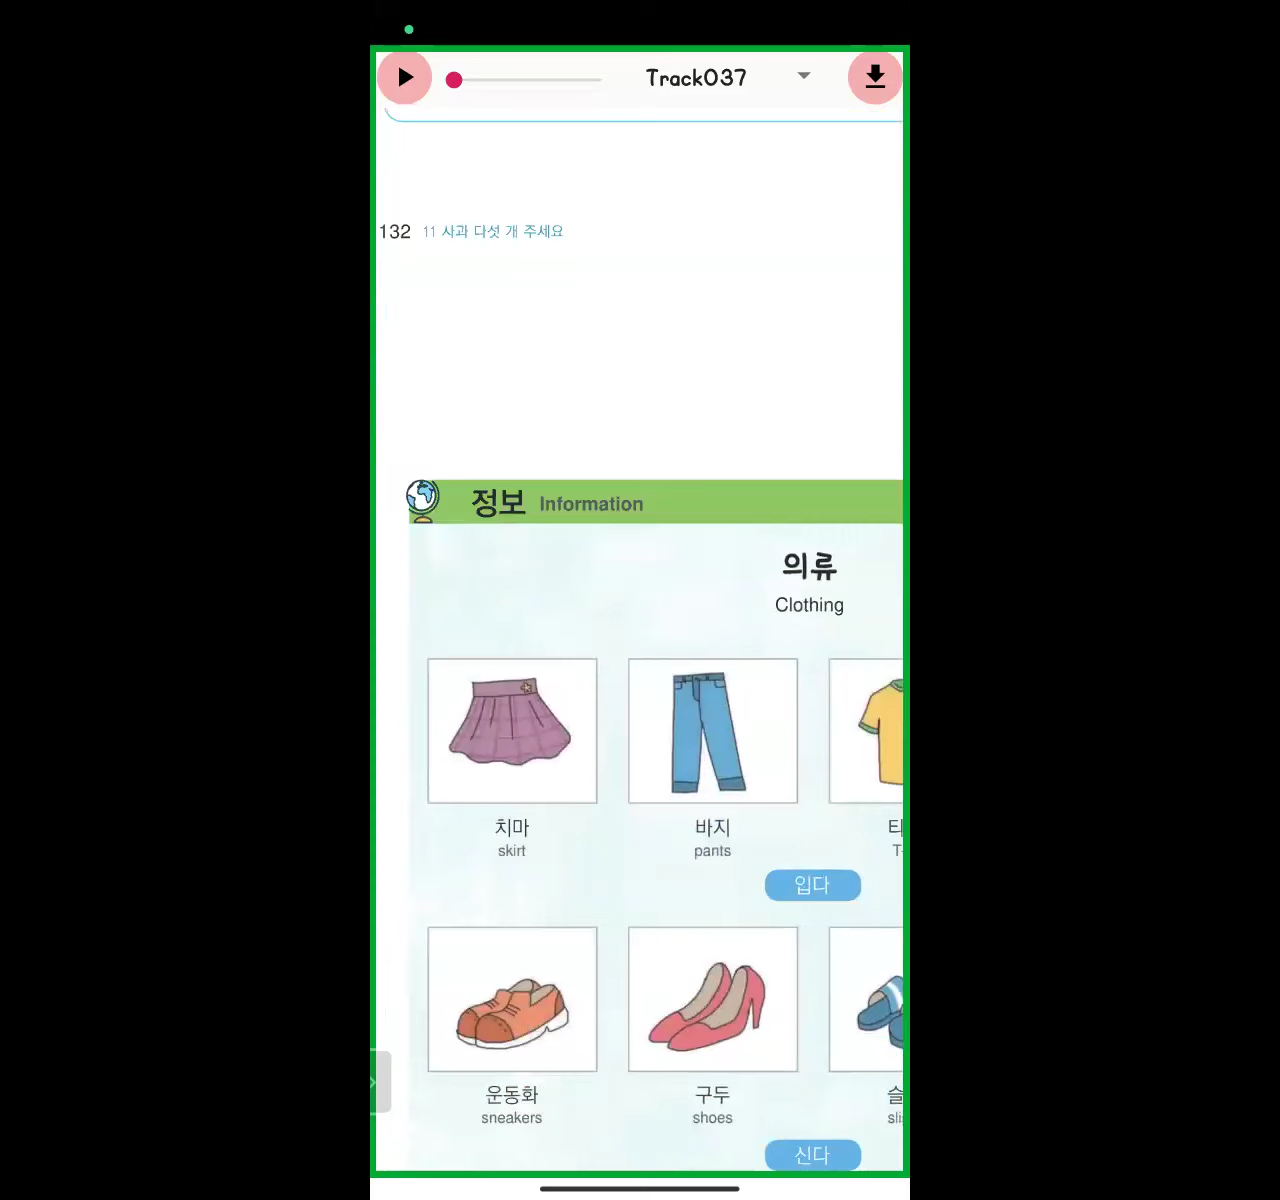 Track037
132 11 사과 다섯 개 주세요
정보 Information
의류
Clothing
치마 바지
skirt pants
입다
운동화 구두
sneakers shoes
신다